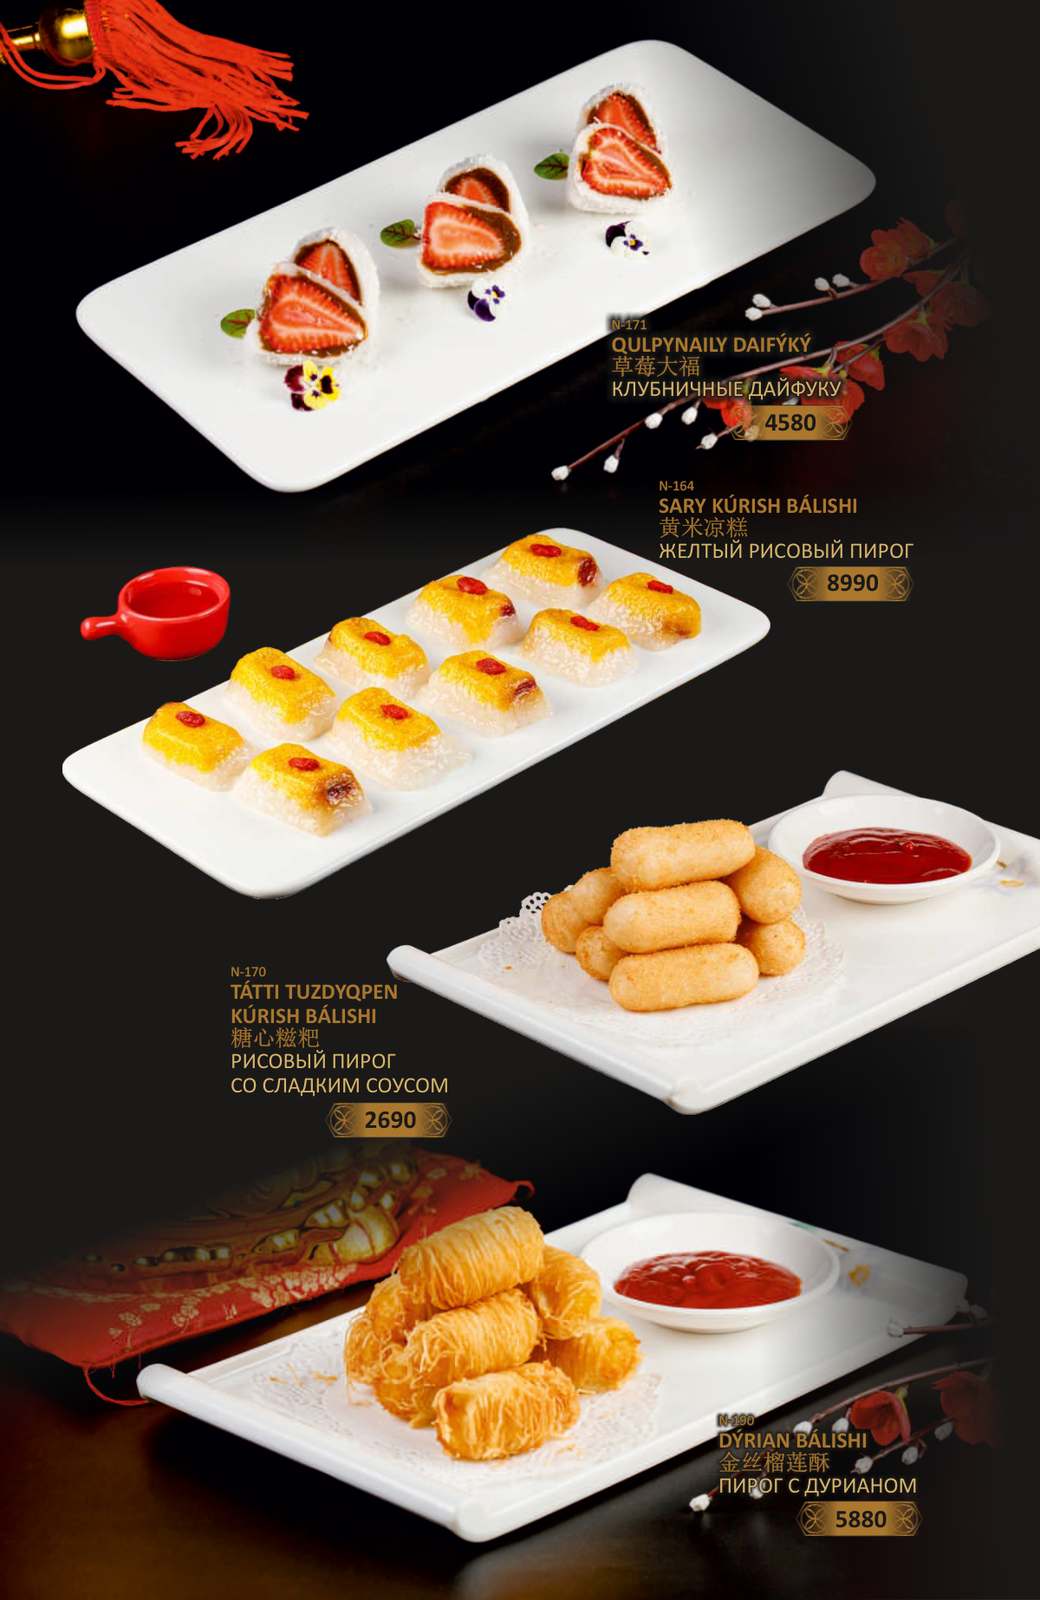 N-171
QULPYNAILY DAIFÝKÝ
草莓大福
КЛУБНИЧНЫЕ ДАЙФУКУ
4580
N-164
SARY KÚRISH BÁLISHI
黄米凉糕
ЖЕЛТЫЙ РИСОВЫЙ ПИРОГ
8990
N-170
TÁTTI TUZDYQPEN
KÚRISH BÁLISHI
糖心糍粑
РИСОВЫЙ ПИРОГ
СО СЛАДКИМ СОУСОМ
2690
N-190
DÝRIAN BÁLISHI
金丝榴莲酥
ПИРОГ С ДУРИАНОМ
5880